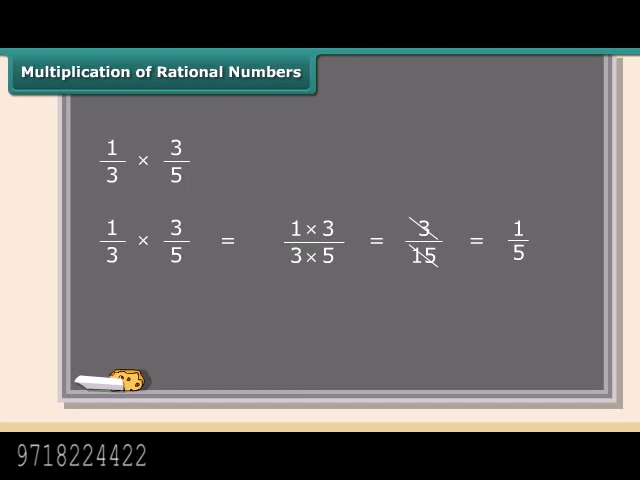 Multiplication of Rational Numbers
1/3 × 3/5
1/3 × 3/5 = 1×3/3×5 = 3/15 = 1/5
9718224422